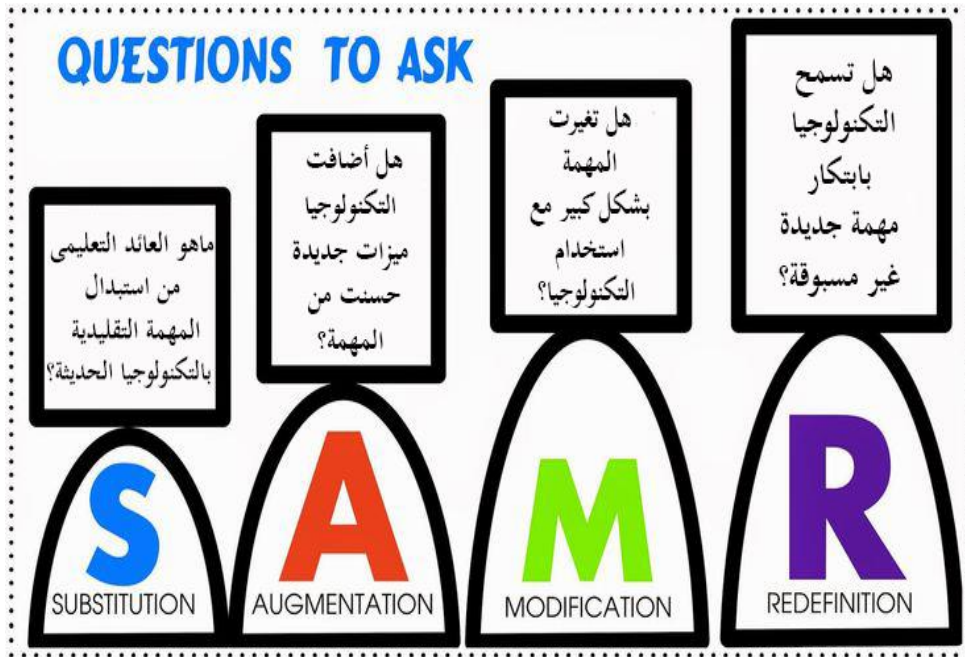 QUESTIONS TO ASK
ماهو العائد التعليمى
من استبدال
المهمة التقليدية
بالتكنولوجيا الحديثة؟
هل أضافت
التكنولوجيا
ميزات جديدة
حسنت من
المهمة؟
هل تغيرت
المهمة
بشكل كبير مع
استخدام
التكنولوجيا؟
هل تسمح
التكنولوجيا
بابتكار
مهمة جديدة
غير مسبوقة؟
S
SUBSTITUTION
A
AUGMENTATION
M
MODIFICATION
R
REDEFINITION